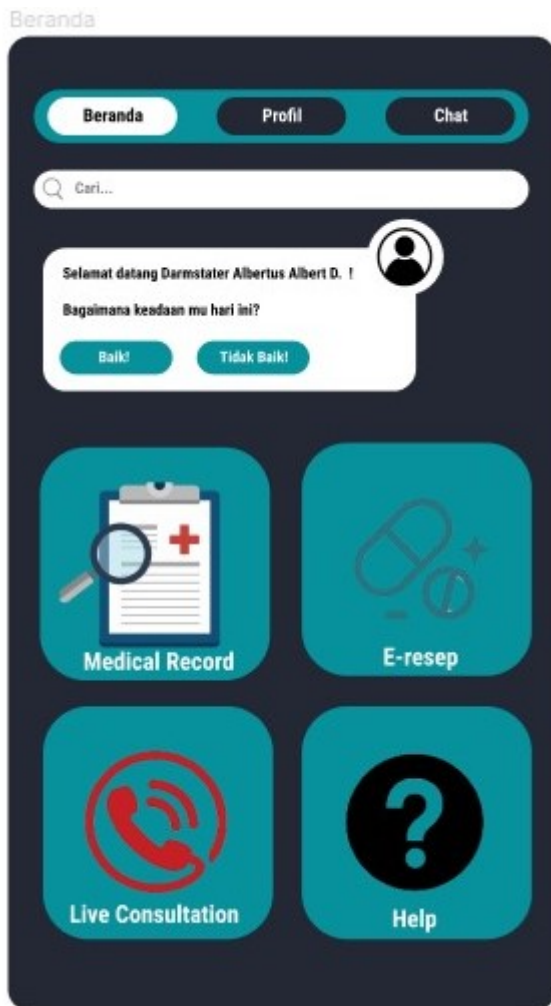 Beranda
Beranda Profil Chat
Cari...
Selamat datang Darmstater Albertus Albert D. !
Bagaimana keadaan mu hari ini?
Baik! Tidak Baik!
Medical Record
E-resep
Live Consultation
Help